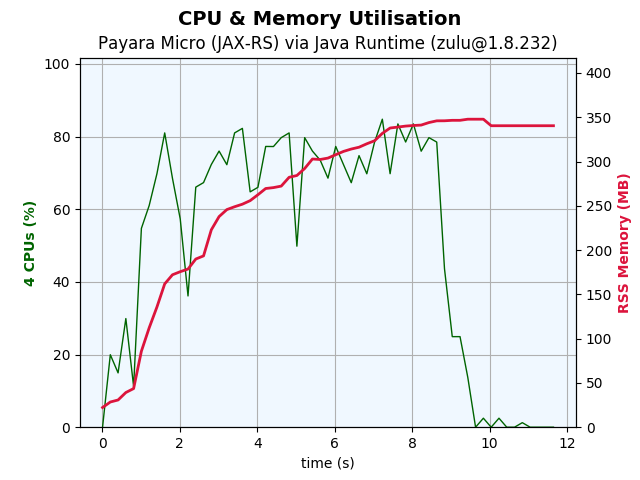 CPU & Memory Utilisation
Payara Micro (JAX-RS) via Java Runtime (zulu@1.8.232)
100
80
60
40
20
0
4 CPUs (%)
400
350
300
250
200
150
100
50
0
RSS Memory (MB)
0 2 4 6 8 10 12
time (s)